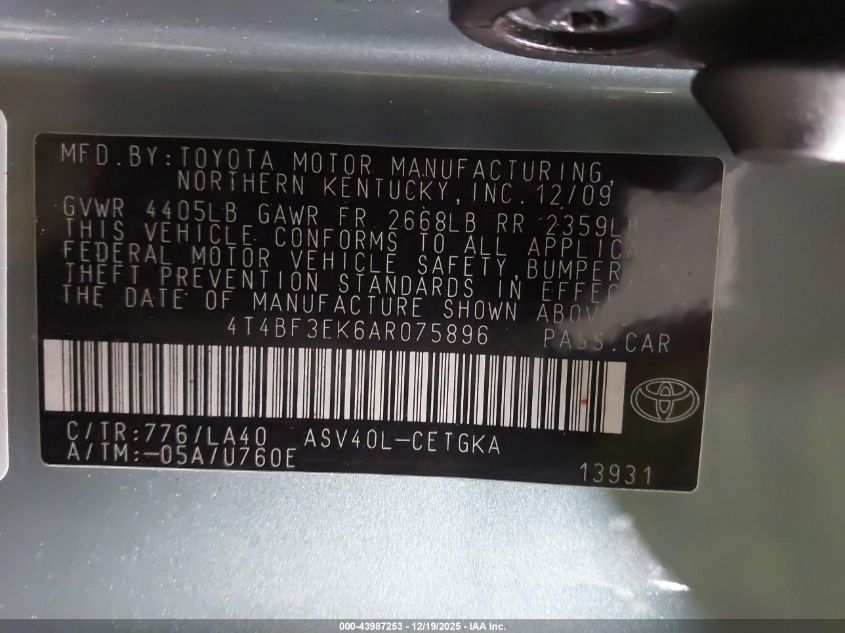 MFD.BY:TOYOTA MOTOR MANUFACTURING,
NORTHERN KENTUCKY,INC.12/09
GVWR 4405LB GAWR FR 2668LB RR 2359L
THIS VEHICLE CONFORMS TO ALL APPLICA
FEDERAL MOTOR VEHICLE SAFETY,BUMPER
THEFT PREVENTION STANDARDS IN EFFEC
THE DATE OF MANUFACTURE SHOWN ABOV
4T4BF3EK6AR075896 PASS.CAR
C/TR:776/LA40 ASV40L-CETGKA
A/TM:-05A/U760E
13931
000-43987253 - 12/19/2025 - IAA Inc.